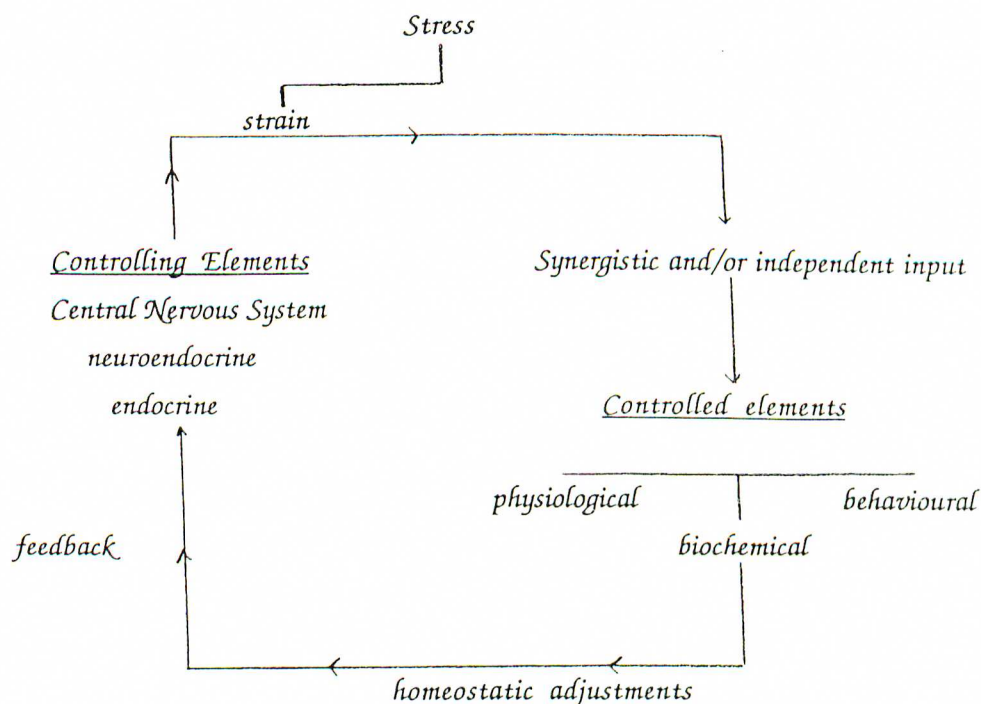 Stress
strain
Controlling Elements
Central Nervous System
neuroendocrine
endocrine
Synergistic and/or independent input
Controlled elements
physiological
behavioural
biochemical
feedback
homeostatic adjustments